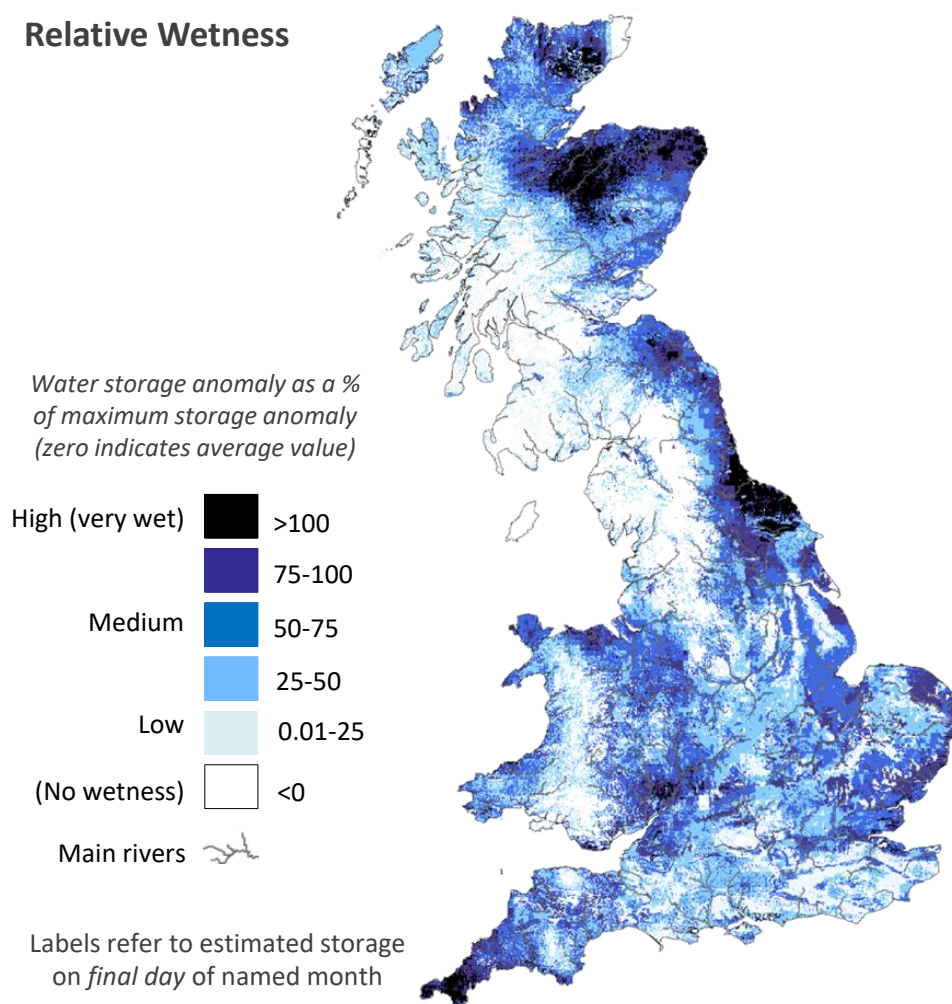 Relative Wetness
Water storage anomaly as a %
of maximum storage anomaly
(zero indicates average value)
High (very wet) >100
75-100
Medium 50-75
25-50
Low 0.01-25
(No wetness) <0
Main rivers
Labels refer to estimated storage
on final day of named month